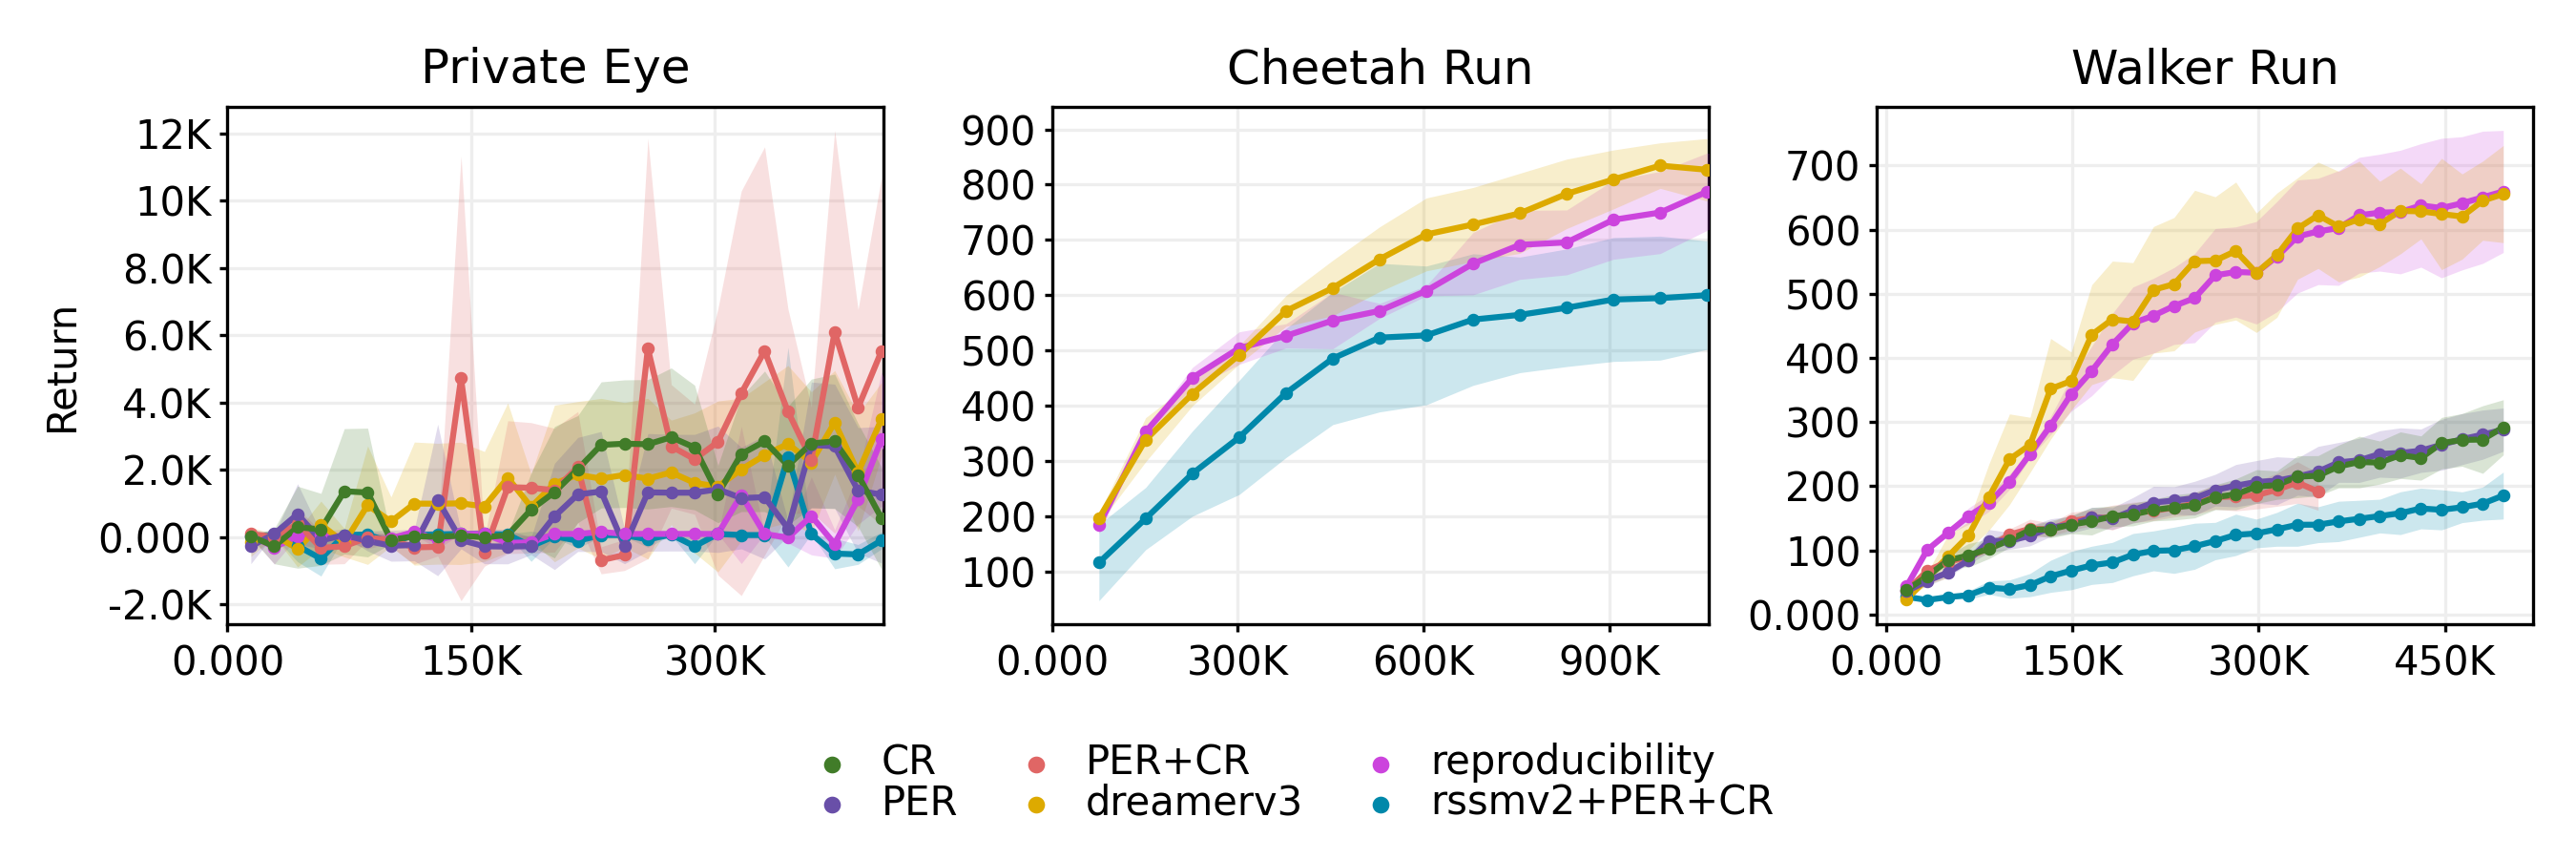 Private Eye
Cheetah Run
Walker Run
Return
12K
10K
8.0K
6.0K
4.0K
2.0K
0.000
-2.0K
0.000 150K 300K
900
800
700
600
500
400
300
200
100
0.000 300K 600K 900K
700
600
500
400
300
200
100
0.000
0.000 150K 300K 450K
CR PER+CR reproducibility
PER dreamerv3 rssmv2+PER+CR